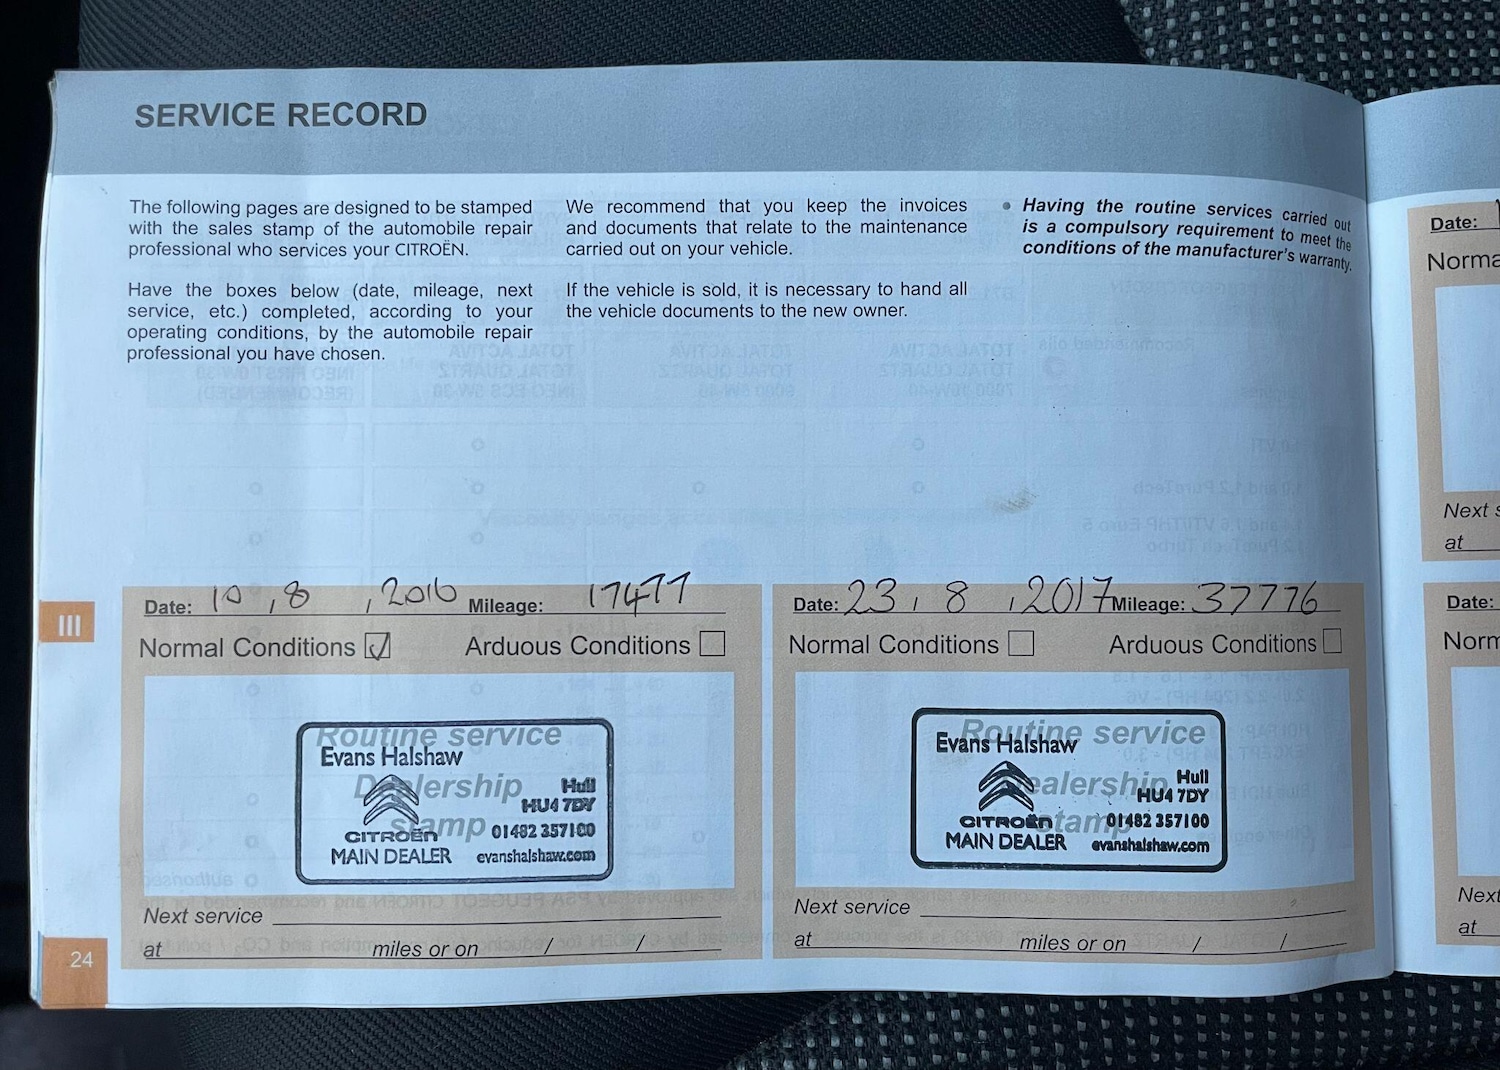 SERVICE RECORD
The following pages are designed to be stamped
with the sales stamp of the automobile repair
professional who services your CITROËN.
Have the boxes below (date, mileage, next
service, etc.) completed, according to your
operating conditions, by the automobile repair
professional you have chosen.
We recommend that you keep the invoices
and documents that relate to the maintenance
carried out on your vehicle.
If the vehicle is sold, it is necessary to hand all
the vehicle documents to the new owner.
• Having the routine services carried out
is a compulsory requirement to meet the
conditions of the manufacturer's warranty.
III
Date: 10 , 8 , 2016 Mileage: 17477
Normal Conditions ☑ Arduous Conditions ☐
Routine service
Dealership
stamp
Evans Halshaw
Hull
HU4 7DY
CITROËN 01482 357100
MAIN DEALER evanshalshaw.com
Next service
at miles or on / /
Date: 23 , 8 , 2017 Mileage: 37776
Normal Conditions ☐ Arduous Conditions ☐
Routine service
Dealership
stamp
Evans Halshaw
Hull
HU4 7DY
CITROËN 01482 357100
MAIN DEALER evanshalshaw.com
Next service
at miles or on / /
24
Date:
Norma
Next s
at
Date:
Norm
Next
at